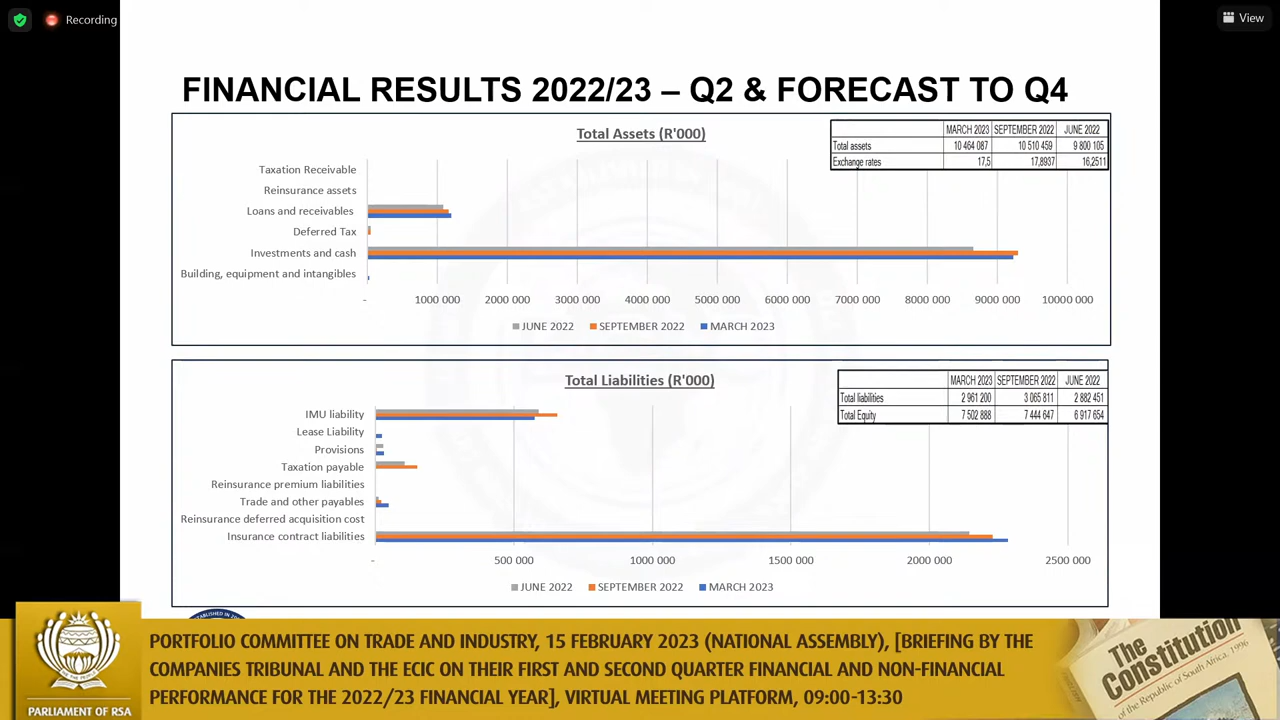 Recording
View
FINANCIAL RESULTS 2022/23 – Q2 & FORECAST TO Q4
Total Assets (R'000)
MARCH 2023 SEPTEMBER 2022 JUNE 2022
Total assets 10 464 087 10 510 459 9 800 105
Exchange rates 17,5 17,8937 16,2511
Taxation Receivable
Reinsurance assets
Loans and receivables
Deferred Tax
Investments and cash
Building, equipment and intangibles
- 1000 000 2000 000 3000 000 4000 000 5000 000 6000 000 7000 000 8000 000 9000 000 10000 000
JUNE 2022 SEPTEMBER 2022 MARCH 2023
Total Liabilities (R'000)
MARCH 2023 SEPTEMBER 2022 JUNE 2022
Total liabilities 2 961 200 3 065 811 2 882 451
Total Equity 7 502 888 7 444 647 6 917 654
IMU liability
Lease Liability
Provisions
Taxation payable
Reinsurance premium liabilities
Trade and other payables
Reinsurance deferred acquisition cost
Insurance contract liabilities
- 500 000 1000 000 1500 000 2000 000 2500 000
JUNE 2022 SEPTEMBER 2022 MARCH 2023
PORTFOLIO COMMITTEE ON TRADE AND INDUSTRY, 15 FEBRUARY 2023 (NATIONAL ASSEMBLY), [BRIEFING BY THE
COMPANIES TRIBUNAL AND THE ECIC ON THEIR FIRST AND SECOND QUARTER FINANCIAL AND NON-FINANCIAL
PERFORMANCE FOR THE 2022/23 FINANCIAL YEAR], VIRTUAL MEETING PLATFORM, 09:00-13:30
PARLIAMENT OF RSA
The
Constitution
of the Republic of South Africa, 1996